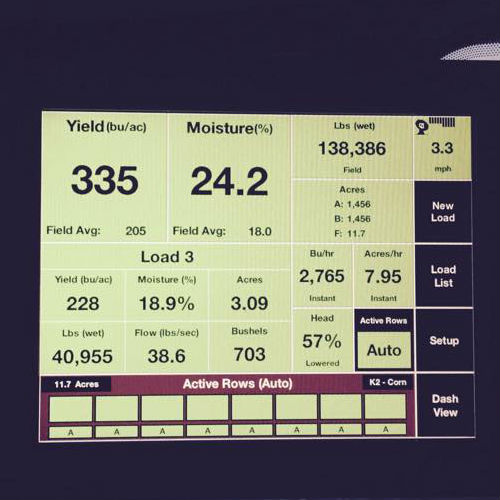 Yield (bu/ac)
335
Field Avg: 205
Moisture(%)
24.2
Field Avg: 18.0
Lbs (wet)
138,386
Field
Acres
A: 1,456
B: 1,456
F: 11.7
3.3
mph
New
Load
Load 3
Yield (bu/ac)
228
Moisture (%)
18.9%
Acres
3.09
Lbs (wet)
40,955
Flow (lbs/sec)
38.6
Bushels
703
Bu/hr
2,765
Instant
Acres/hr
7.95
Instant
Load
List
Head
57%
Lowered
Active Rows
Auto
Setup
11.7 Acres
Active Rows (Auto)
K2 - Corn
A A A A A A A A
Dash
View